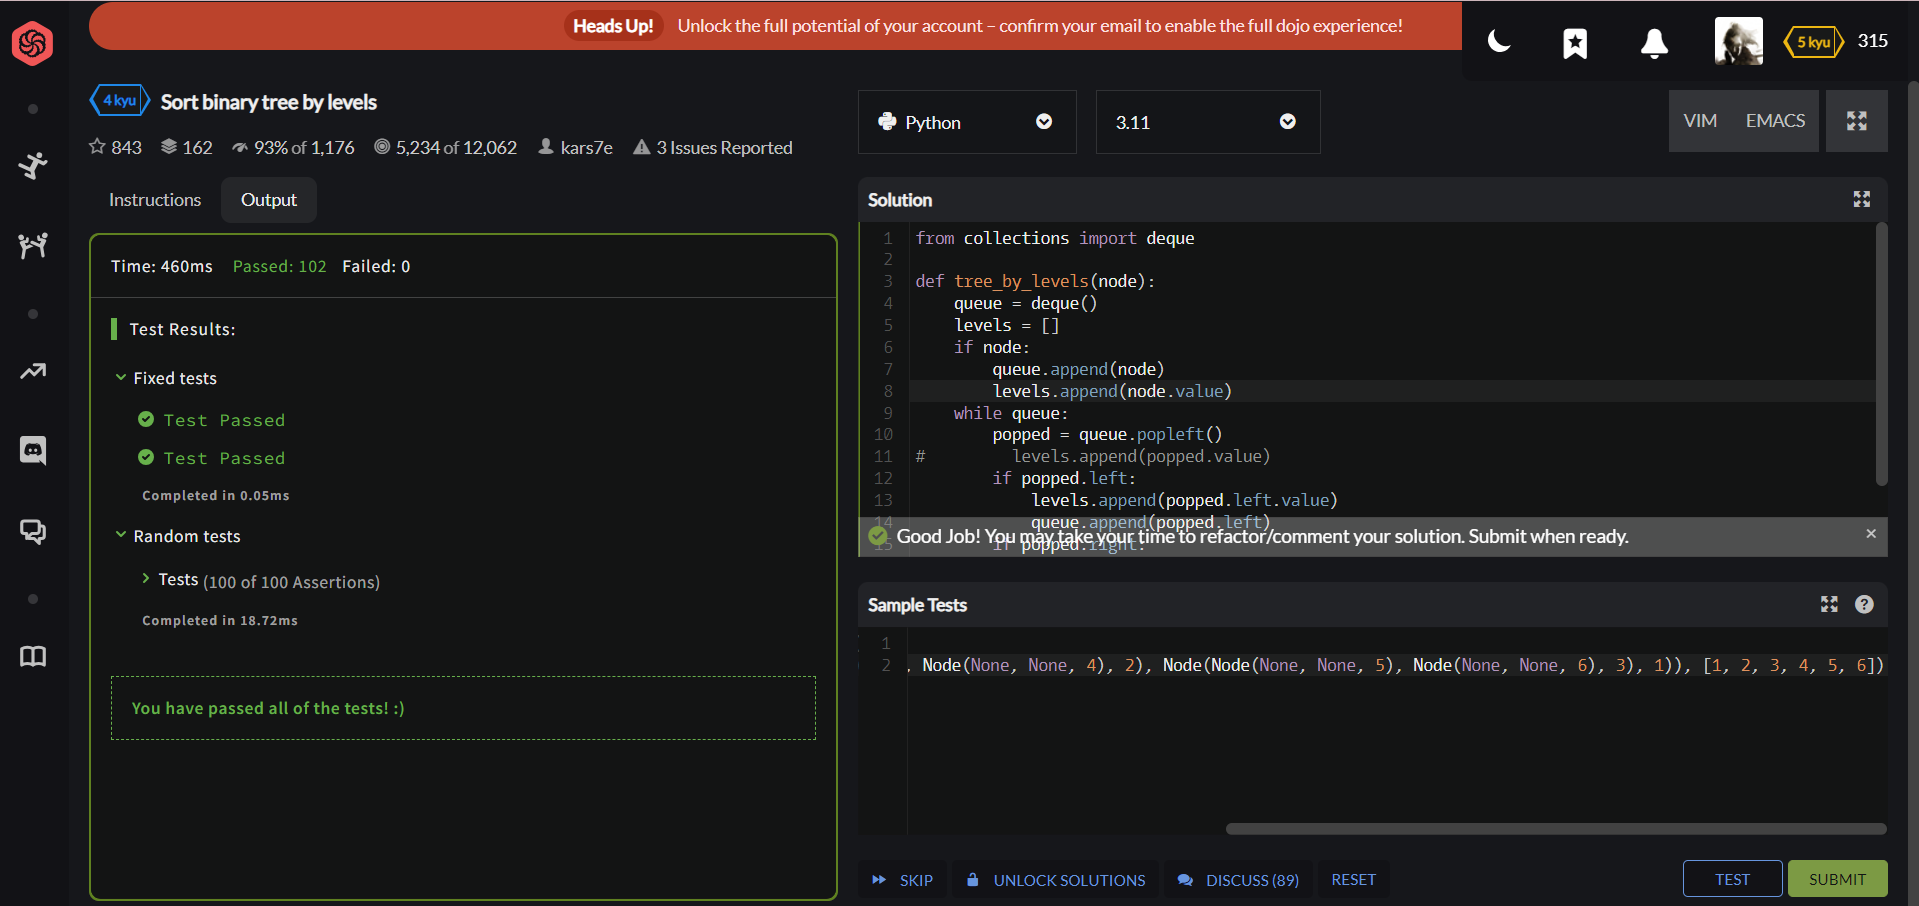 Heads Up! Unlock the full potential of your account – confirm your email to enable the full dojo experience!
5 kyu 315
4 kyu Sort binary tree by levels
843 162 93% of 1,176 5,234 of 12,062 kars7e 3 Issues Reported
Instructions Output
Time: 460ms Passed: 102 Failed: 0
Test Results:
Fixed tests
Test Passed
Test Passed
Completed in 0.05ms
Random tests
Tests (100 of 100 Assertions)
Completed in 18.72ms
You have passed all of the tests! :)
Python 3.11 VIM EMACS
Solution
1 from collections import deque
2
3 def tree_by_levels(node):
4 queue = deque()
5 levels = []
6 if node:
7 queue.append(node)
8 levels.append(node.value)
9 while queue:
10 popped = queue.popleft()
11 # levels.append(popped.value)
12 if popped.left:
13 levels.append(popped.left.value)
14 queue.append(popped.left)
15 if popped.right:
Good Job! You may take your time to refactor/comment your solution. Submit when ready. ×
Sample Tests ?
1
2 , Node(None, None, 4), 2), Node(Node(None, None, 5), Node(None, None, 6), 3), 1)), [1, 2, 3, 4, 5, 6])
SKIP UNLOCK SOLUTIONS DISCUSS (89) RESET TEST SUBMIT